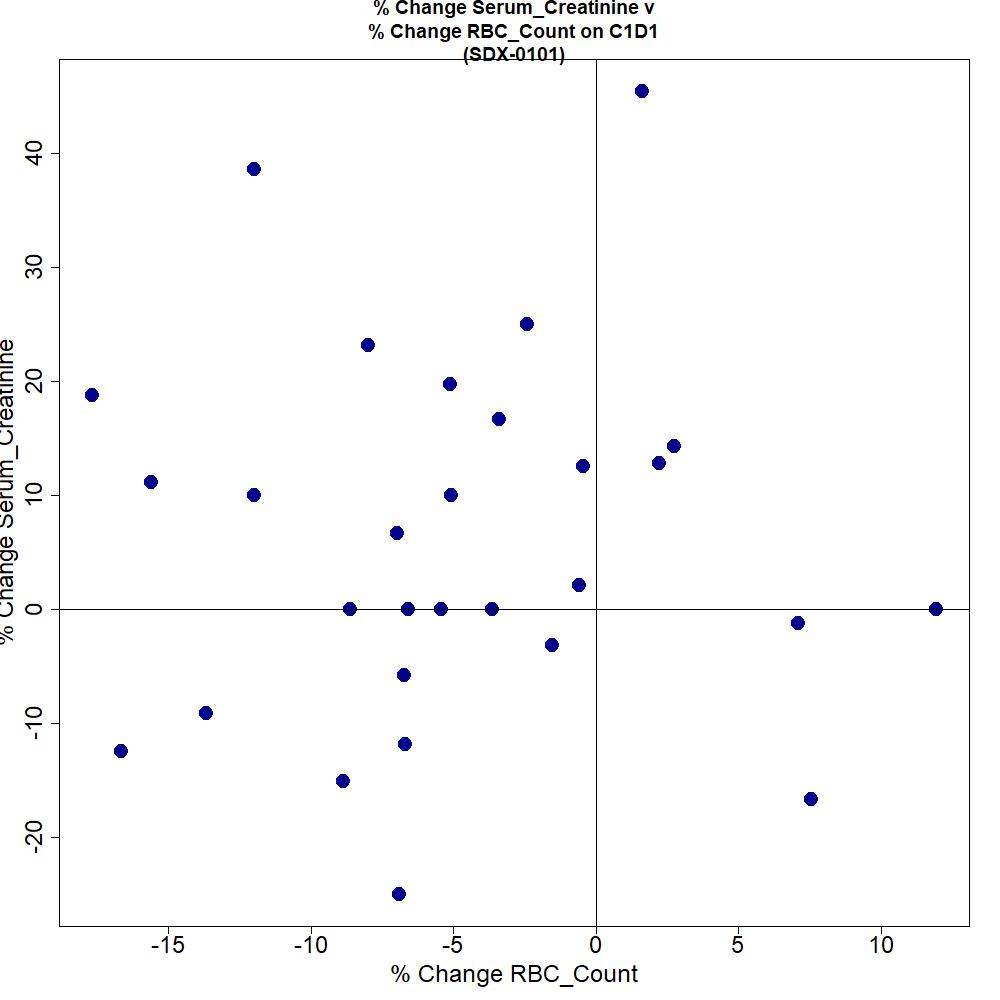 % Change Serum_Creatinine v
% Change RBC_Count on C1D1
(SDX-0101)
% Change Serum_Creatinine
40
30
20
10
0
-10
-20
-15
-10
-5
0
5
10
% Change RBC_Count